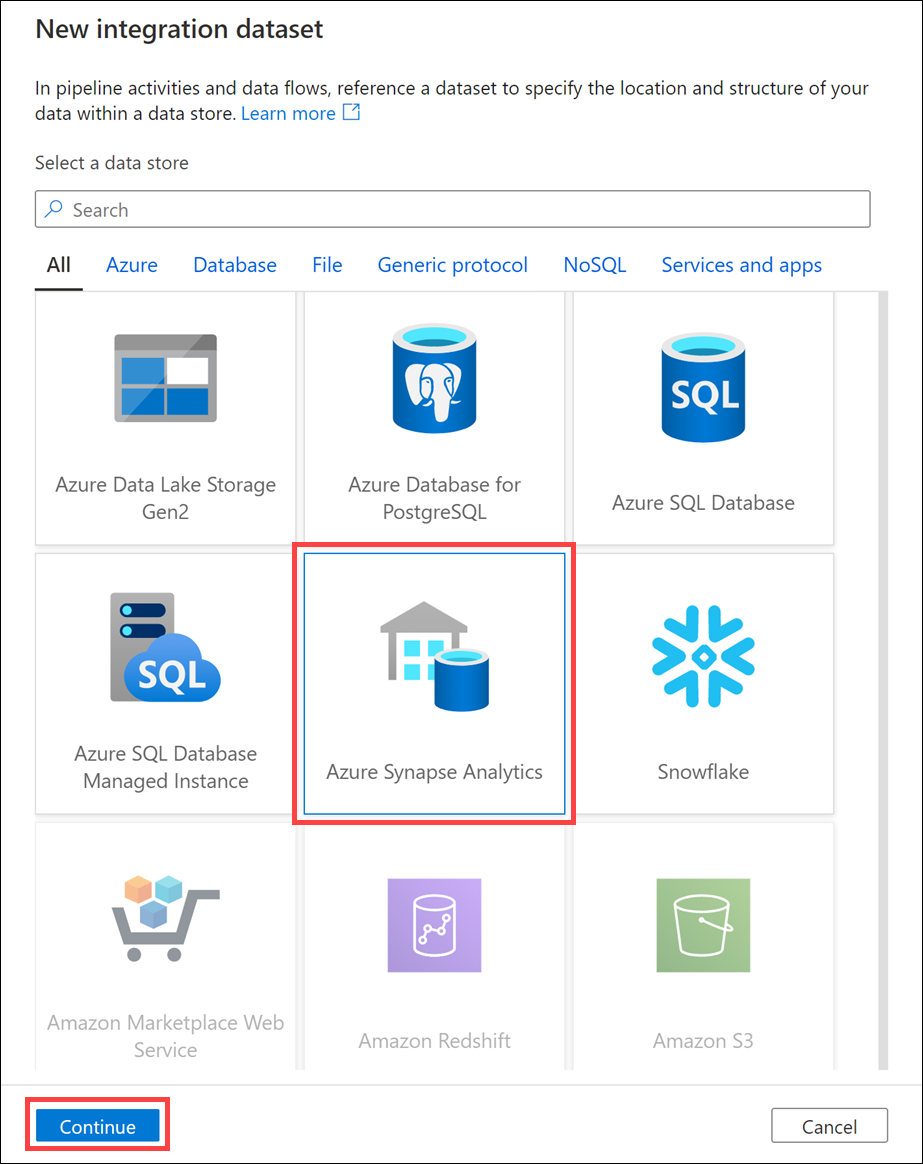 New integration dataset
In pipeline activities and data flows, reference a dataset to specify the location and structure of your
data within a data store. Learn more
Select a data store
Search
All Azure Database File Generic protocol NoSQL Services and apps
SQL
Azure Data Lake Storage
Gen2
Azure Database for
PostgreSQL
Azure SQL Database
SQL
Azure SQL Database
Managed Instance
Azure Synapse Analytics
Snowflake
Amazon Marketplace Web
Service
Amazon Redshift
Amazon S3
Continue
Cancel